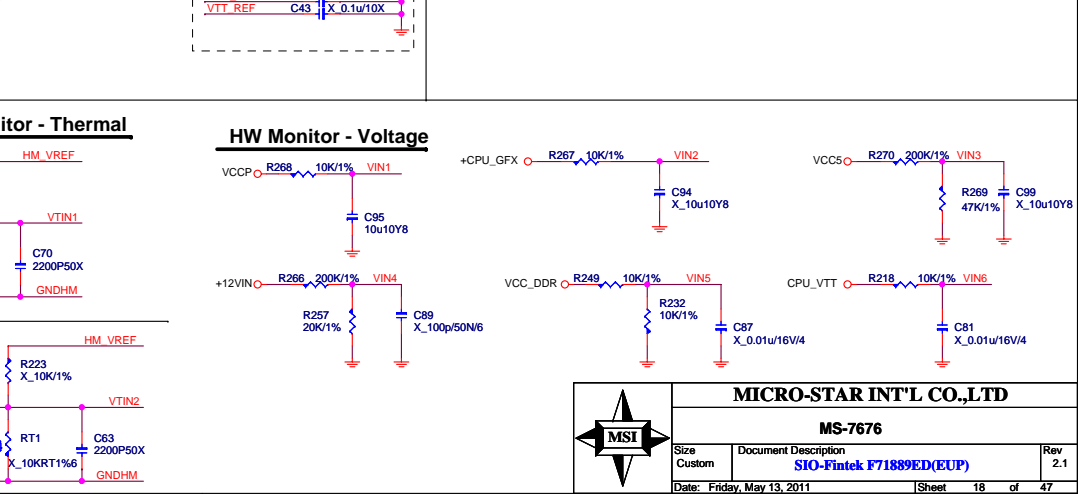 VTT_REF C43 X_0.1u/10X
itor - Thermal
HM_VREF
VTIN1
C70
2200P50X
GNDHM
HM_VREF
R223
X_10K/1%
VTIN2
RT1
X_10KRT1%6
C63
2200P50X
GNDHM
HW Monitor - Voltage
VCCP R268 10K/1% VIN1
C95
10u10Y8
+CPU_GFX R267 10K/1% VIN2
C94
X_10u10Y8
VCC5 R270 200K/1% VIN3
R269
47K/1%
C99
X_10u10Y8
+12VIN R266 200K/1% VIN4
R257
20K/1%
C89
X_100p/50N/6
VCC_DDR R249 10K/1% VIN5
R232
10K/1%
C87
X_0.01u/16V/4
CPU_VTT R218 10K/1% VIN6
C81
X_0.01u/16V/4
MSI
MICRO-STAR INT'L CO.,LTD
MS-7676
Size
Custom
Document Description
SIO-Fintek F71889ED(EUP)
Rev
2.1
Date: Friday, May 13, 2011
Sheet 18 of 47